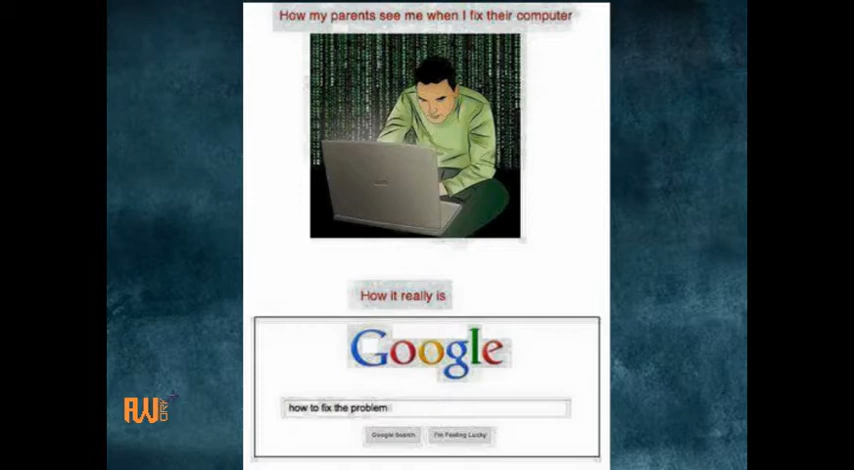 How my parents see me when I fix their computer
How it really is
Google
how to fix the problem
Google Search
I'm Feeling Lucky